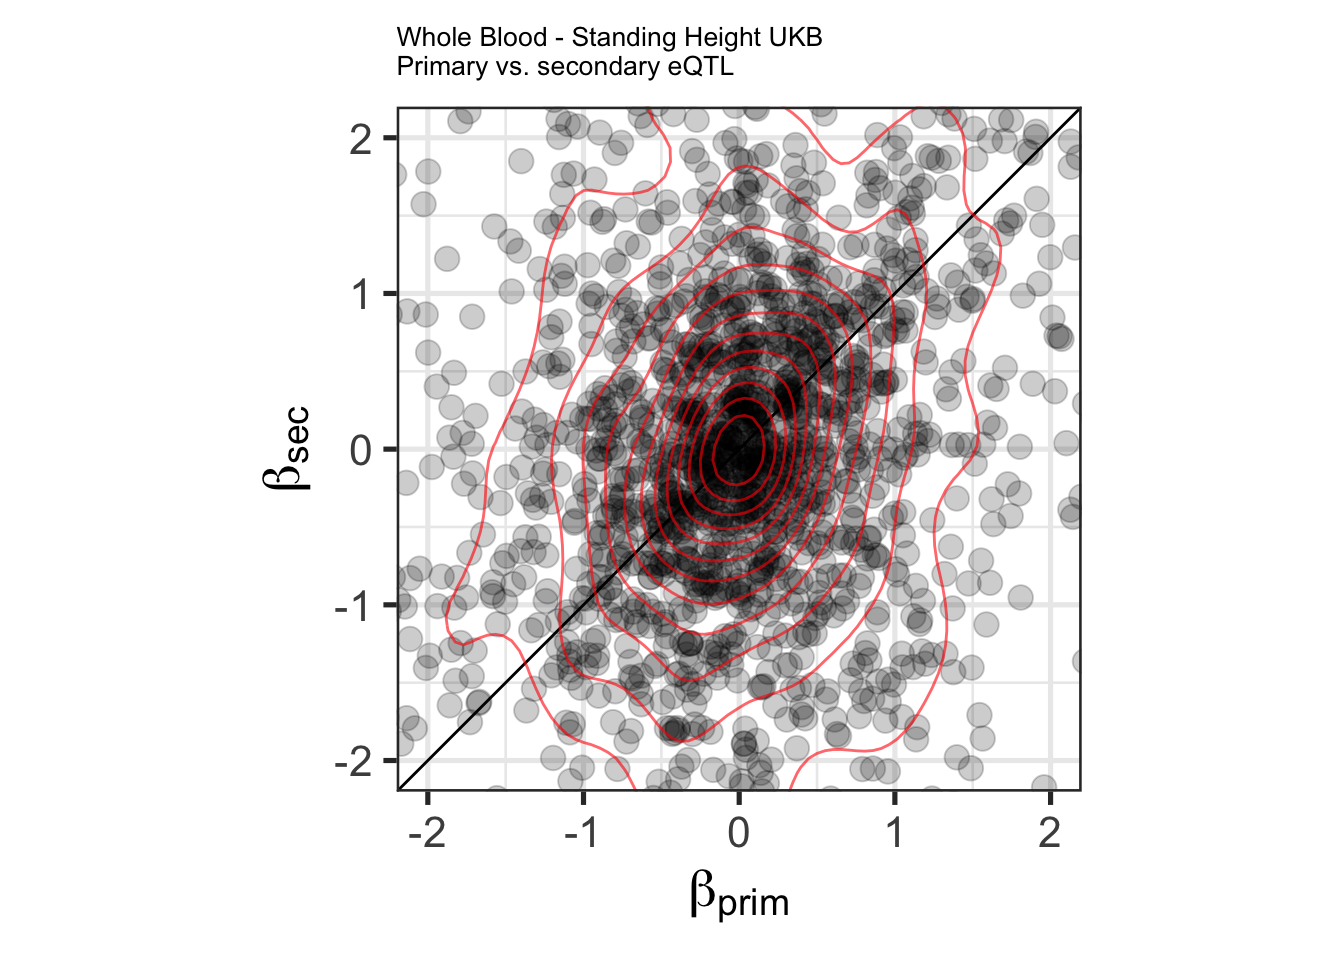 Whole Blood - Standing Height UKB
Primary vs. secondary eQTL
2
1
0
-1
-2
βsec
-2 -1 0 1 2
βprim